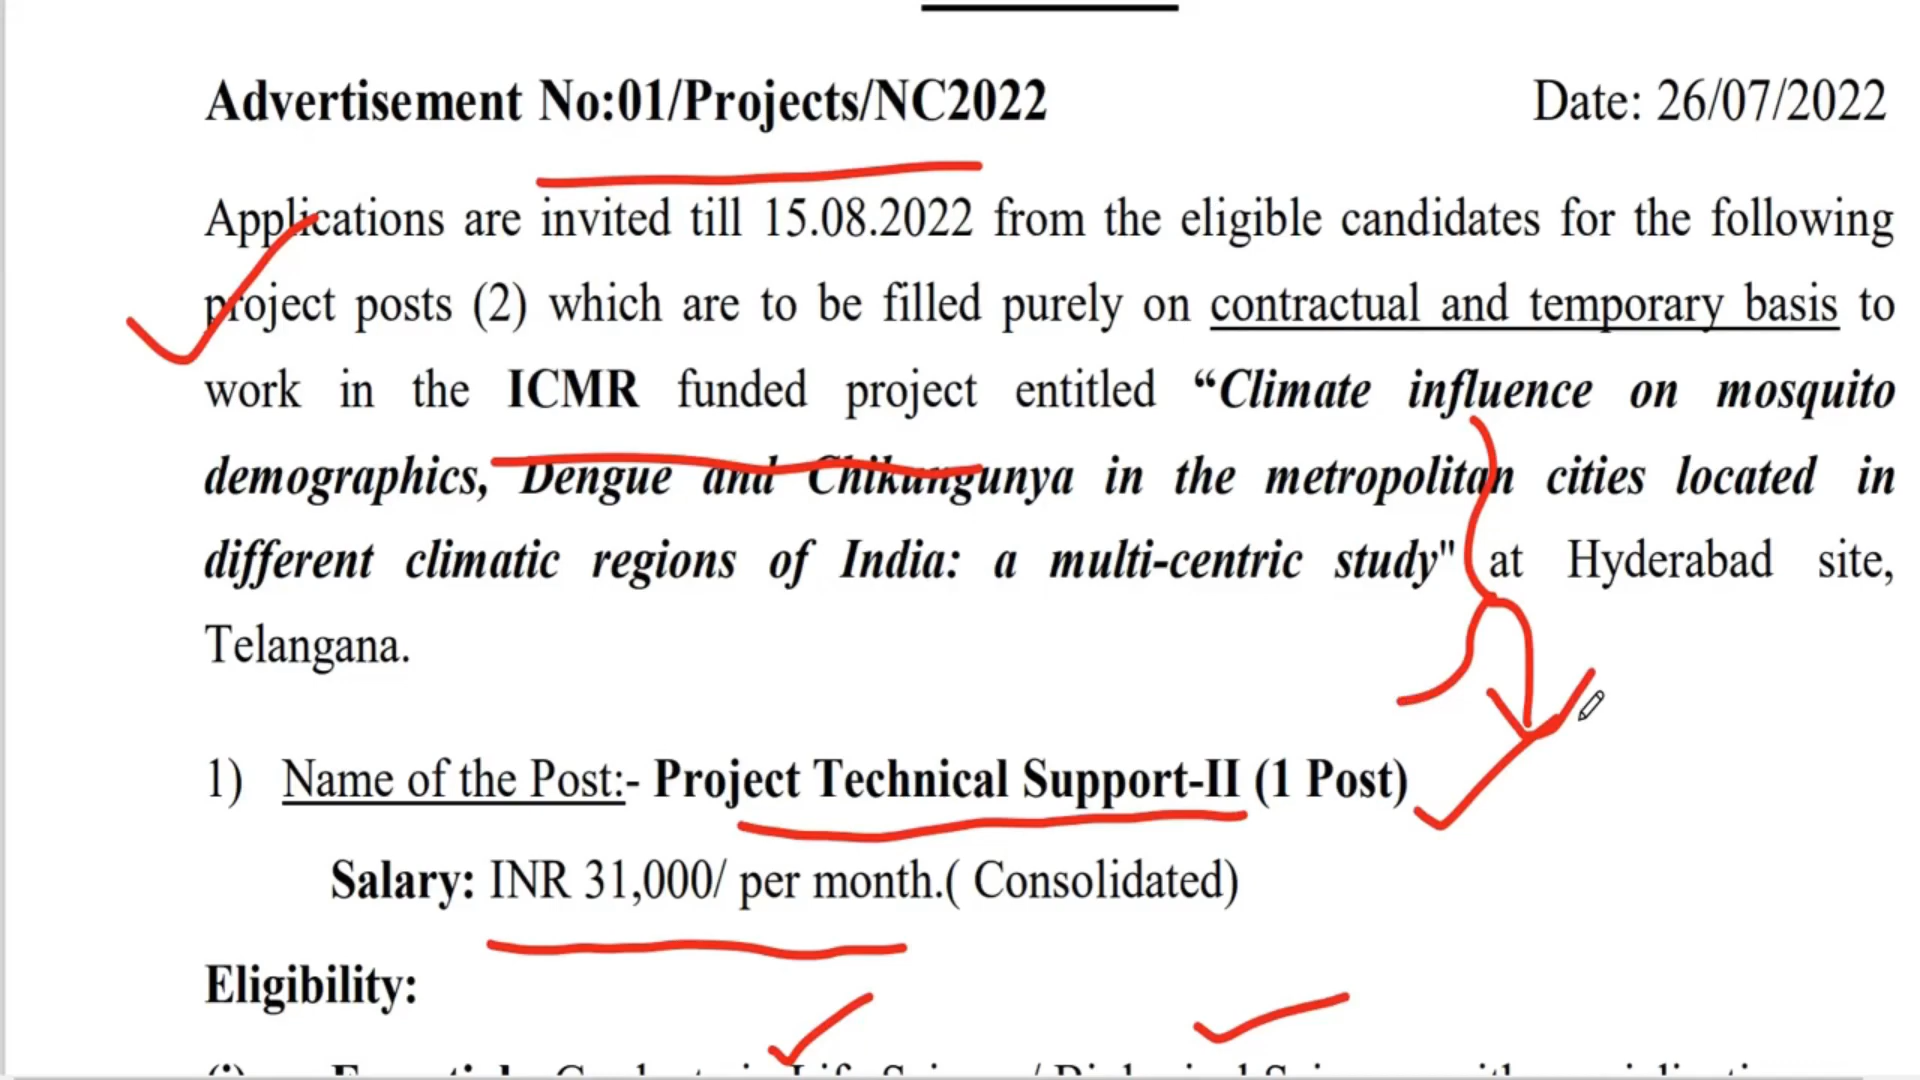 Advertisement No:01/Projects/NC2022 Date: 26/07/2022
Applications are invited till 15.08.2022 from the eligible candidates for the following
project posts (2) which are to be filled purely on contractual and temporary basis to
work in the ICMR funded project entitled “Climate influence on mosquito
demographics, Dengue and Chikungunya in the metropolitan cities located in
different climatic regions of India: a multi-centric study" at Hyderabad site,
Telangana.
1) Name of the Post:- Project Technical Support-II (1 Post)
Salary: INR 31,000/ per month.( Consolidated)
Eligibility: